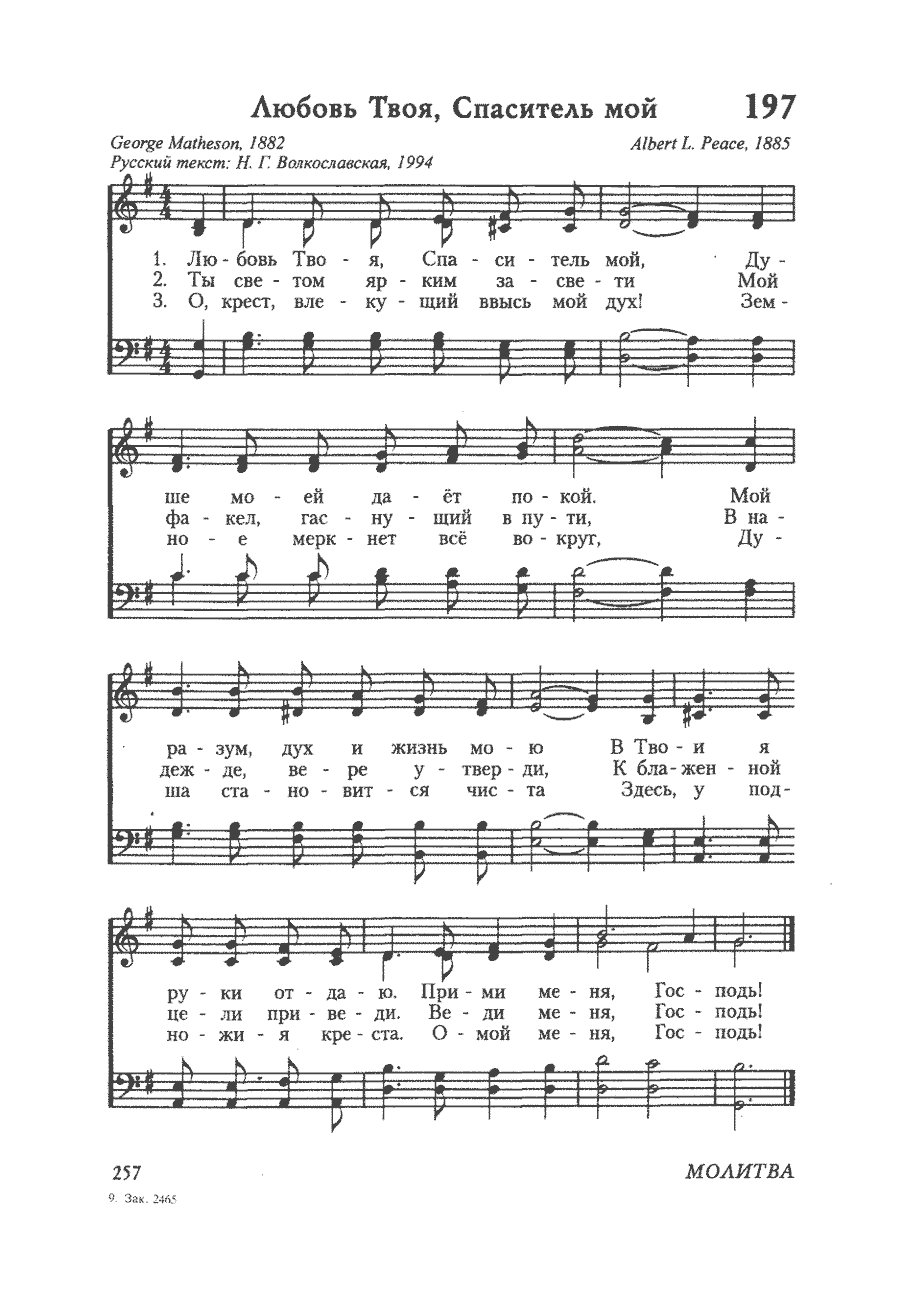 Любовь Твоя, Спаситель мой 197
George Matheson, 1882 Albert L. Peace, 1885
Русский текст: Н. Г. Волкославская, 1994
1. Лю - бовь Тво - я, Спа - си - тель мой, Ду -
2. Ты све - том яр - ким за - све - ти Мой
3. О, крест, вле - ку - щий ввысь мой дух! Зем -
ше мо - ей да - ёт по - кой. Мой
фа - кел, гас - ну - щий в пу - ти, В на -
но - е мерк - нет всё во - круг, Ду -
ра - зум, дух и жизнь мо - ю В Тво - и я
деж - де, ве - ре у - твер - ди, К бла - жен - ной
ша ста - но - вит - ся чис - та Здесь, у под-
ру - ки от - да - ю. При - ми ме - ня, Гос - подь!
це - ли при - ве - ди. Ве - ди ме - ня, Гос - подь!
но - жи - я кре - ста. О - мой ме - ня, Гос - подь!
257 МОЛИТВА
9. Зак. 2465